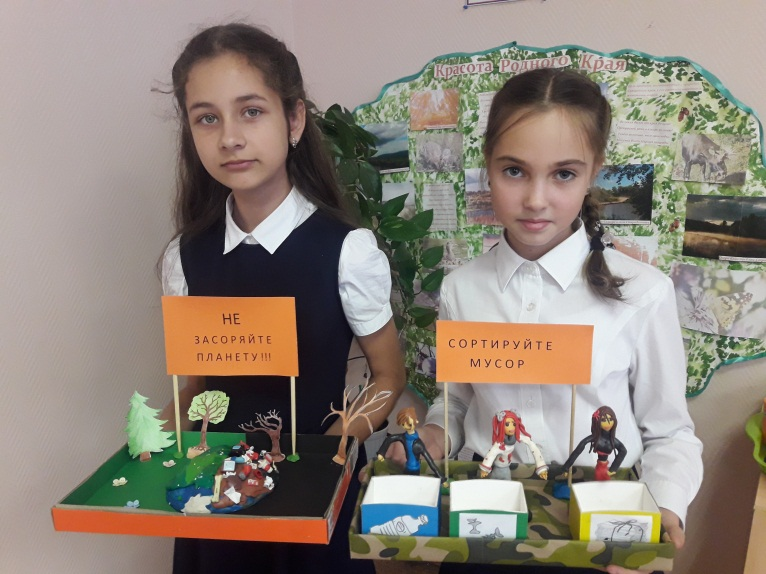 Красота Родного Края
НЕ
ЗАСОРЯЙТЕ
ПЛАНЕТУ!!!
СОРТИРУЙТЕ
МУСОР